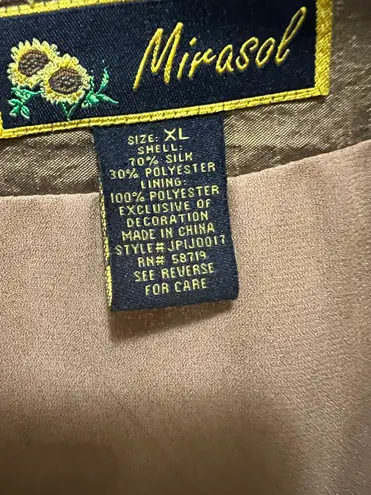 Mirasol
SIZE: XL
SHELL:
70% SILK
30% POLYESTER
LINING:
100% POLYESTER
EXCLUSIVE OF
DECORATION
MADE IN CHINA
STYLE# JPIJ0017
RN# 58719
SEE REVERSE
FOR CARE